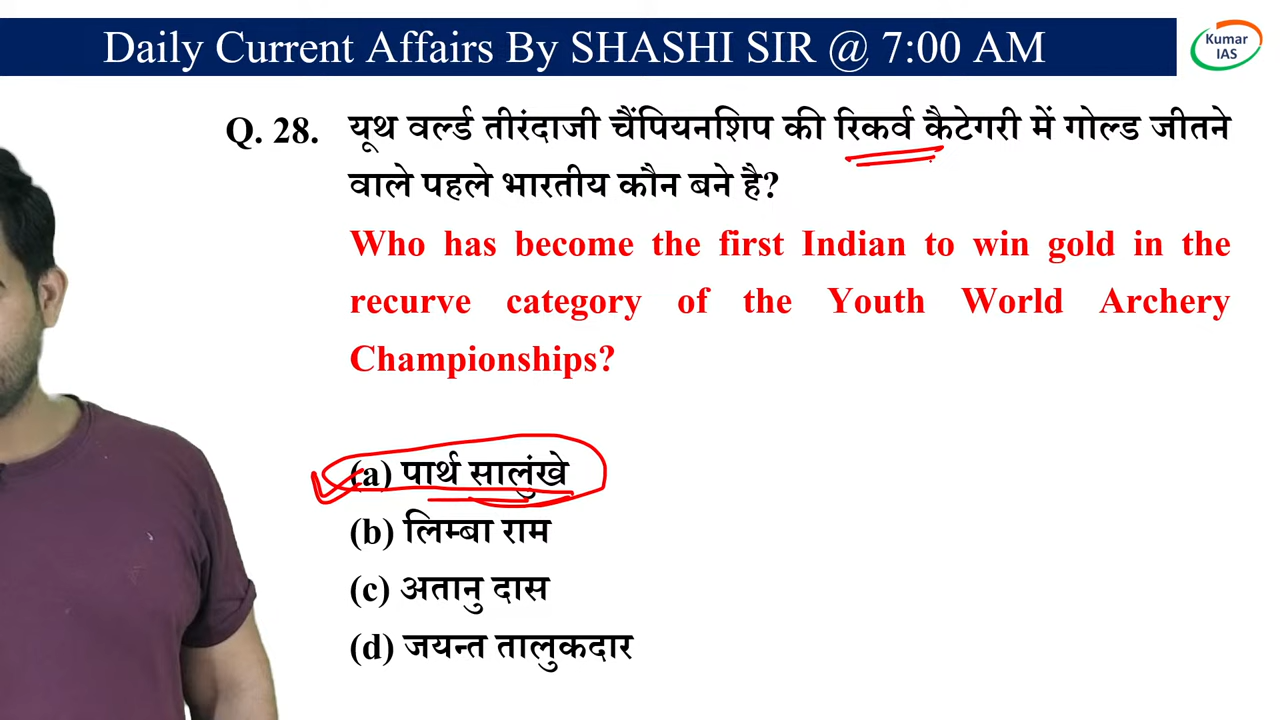 Daily Current Affairs By SHASHI SIR @ 7:00 AM
Kumar
IAS
Q. 28. यूथ वर्ल्ड तीरंदाजी चैंपियनशिप की रिकर्व कैटेगरी में गोल्ड जीतने
वाले पहले भारतीय कौन बने है?
Who has become the first Indian to win gold in the
recurve category of the Youth World Archery
Championships?
(a) पार्थ सालुंखे
(b) लिम्बा राम
(c) अतानु दास
(d) जयन्त तालुकदार